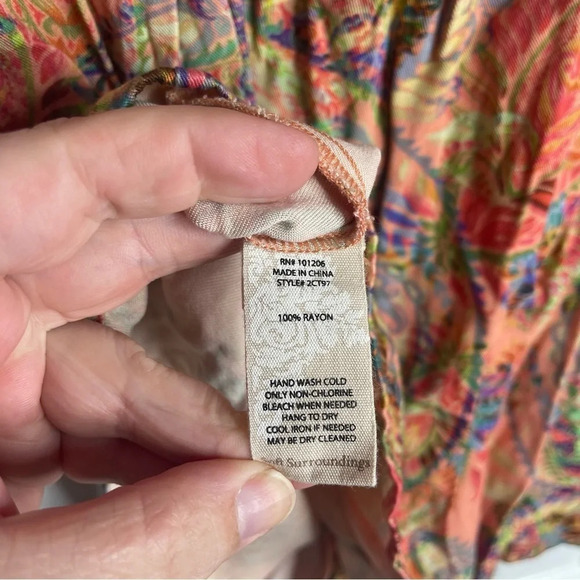 RN# 101206
MADE IN CHINA
STYLE# 2CT97
100% RAYON
HAND WASH COLD
ONLY NON-CHLORINE
BLEACH WHEN NEEDED
HANG TO DRY
COOL IRON IF NEEDED
MAY BE DRY CLEANED
Surroundings